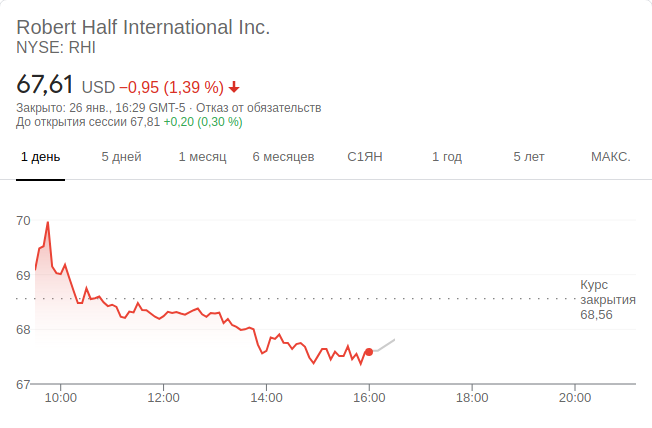 Robert Half International Inc.
NYSE: RHI
67,61 USD −0,95 (1,39 %)
Закрыто: 26 янв., 16:29 GMT-5 · Отказ от обязательств
До открытия сессии 67,81 +0,20 (0,30 %)
1 день 5 дней 1 месяц 6 месяцев С1ЯН 1 год 5 лет МАКС.
70
69
Курс
закрытия
68,56
68
67
10:00 12:00 14:00 16:00 18:00 20:00